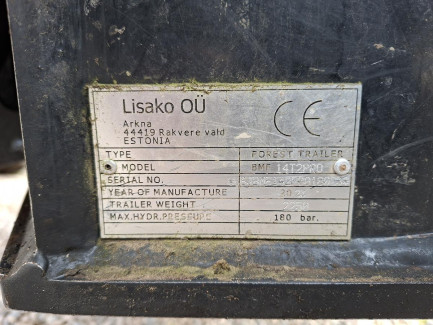 Lisako OÜ
Arkna
44419 Rakvere vald
ESTONIA
CE
TYPE FOREST TRAILER
MODEL BMF
SERIAL NO.
YEAR OF MANUFACTURE
TRAILER WEIGHT
MAX.HYDR.PRESSURE 180 bar.